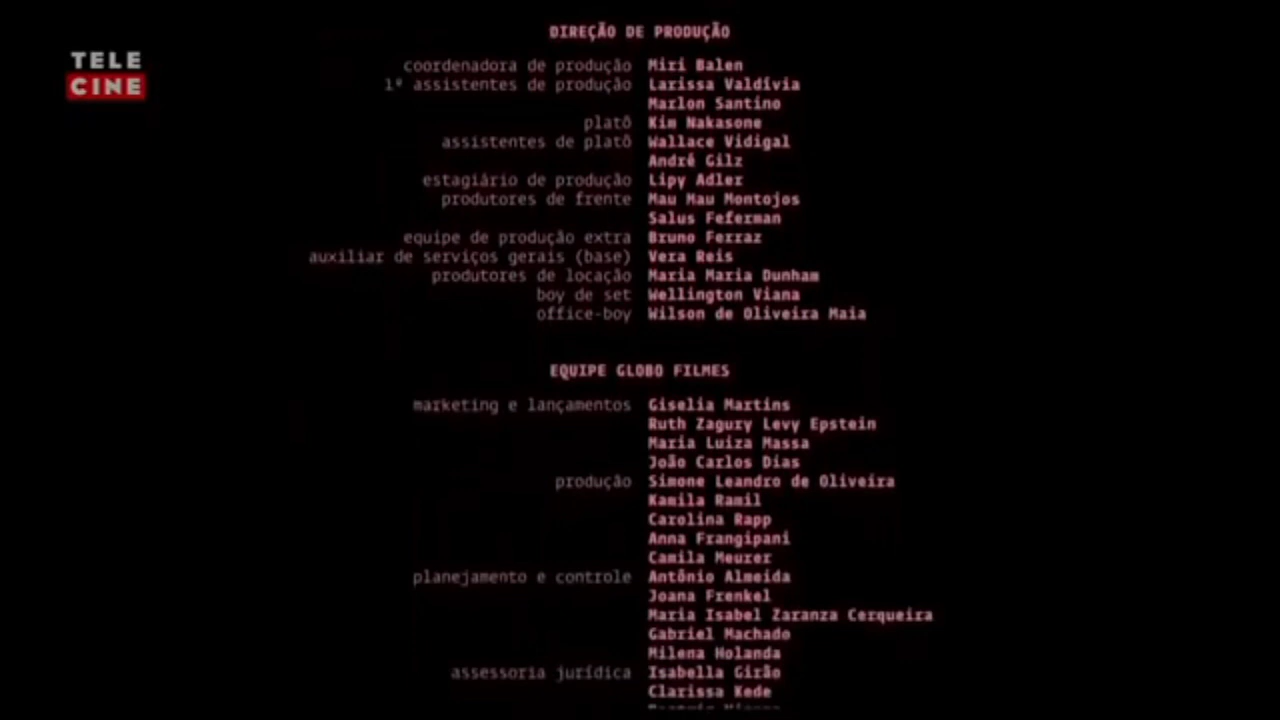 TELE
CINE
DIREÇÃO DE PRODUÇÃO
coordenadora de produção Miri Balen
1º assistentes de produção Larissa Valdívia
Marlon Santino
platô Kim Nakasone
assistentes de platô Wallace Vidigal
André Gilz
estagiário de produção Lipy Adler
produtores de frente Mau Mau Montojos
Salus Feferman
equipe de produção extra Bruno Ferraz
auxiliar de serviços gerais (base) Vera Reis
produtores de locação Maria Maria Dunham
boy de set Wellington Viana
office-boy Wilson de Oliveira Maia
EQUIPE GLOBO FILMES
marketing e lançamentos Giselia Martins
Ruth Zagury Levy Epstein
Maria Luiza Massa
João Carlos Dias
produção Simone Leandro de Oliveira
Kamila Ramil
Carolina Rapp
Anna Frangipani
Camila Meurer
planejamento e controle Antônio Almeida
Joana Frenkel
Maria Isabel Zaranza Cerqueira
Gabriel Machado
Milena Holanda
assessoria jurídica Isabella Girão
Clarissa Kede